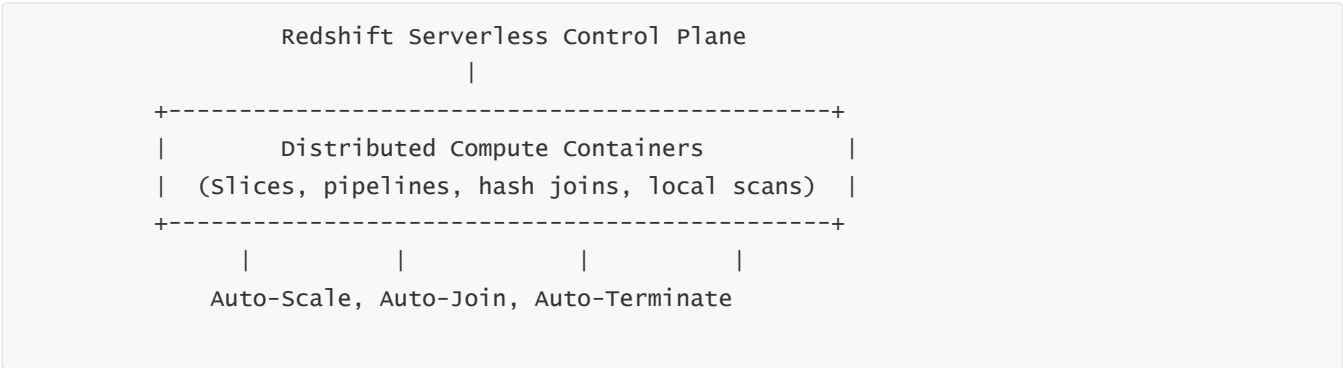 Redshift Serverless Control Plane
|
+-----------------------------------------------+
|        Distributed Compute Containers          |
|  (Slices, pipelines, hash joins, local scans)  |
+-----------------------------------------------+
|          |            |          |
Auto-Scale, Auto-Join, Auto-Terminate